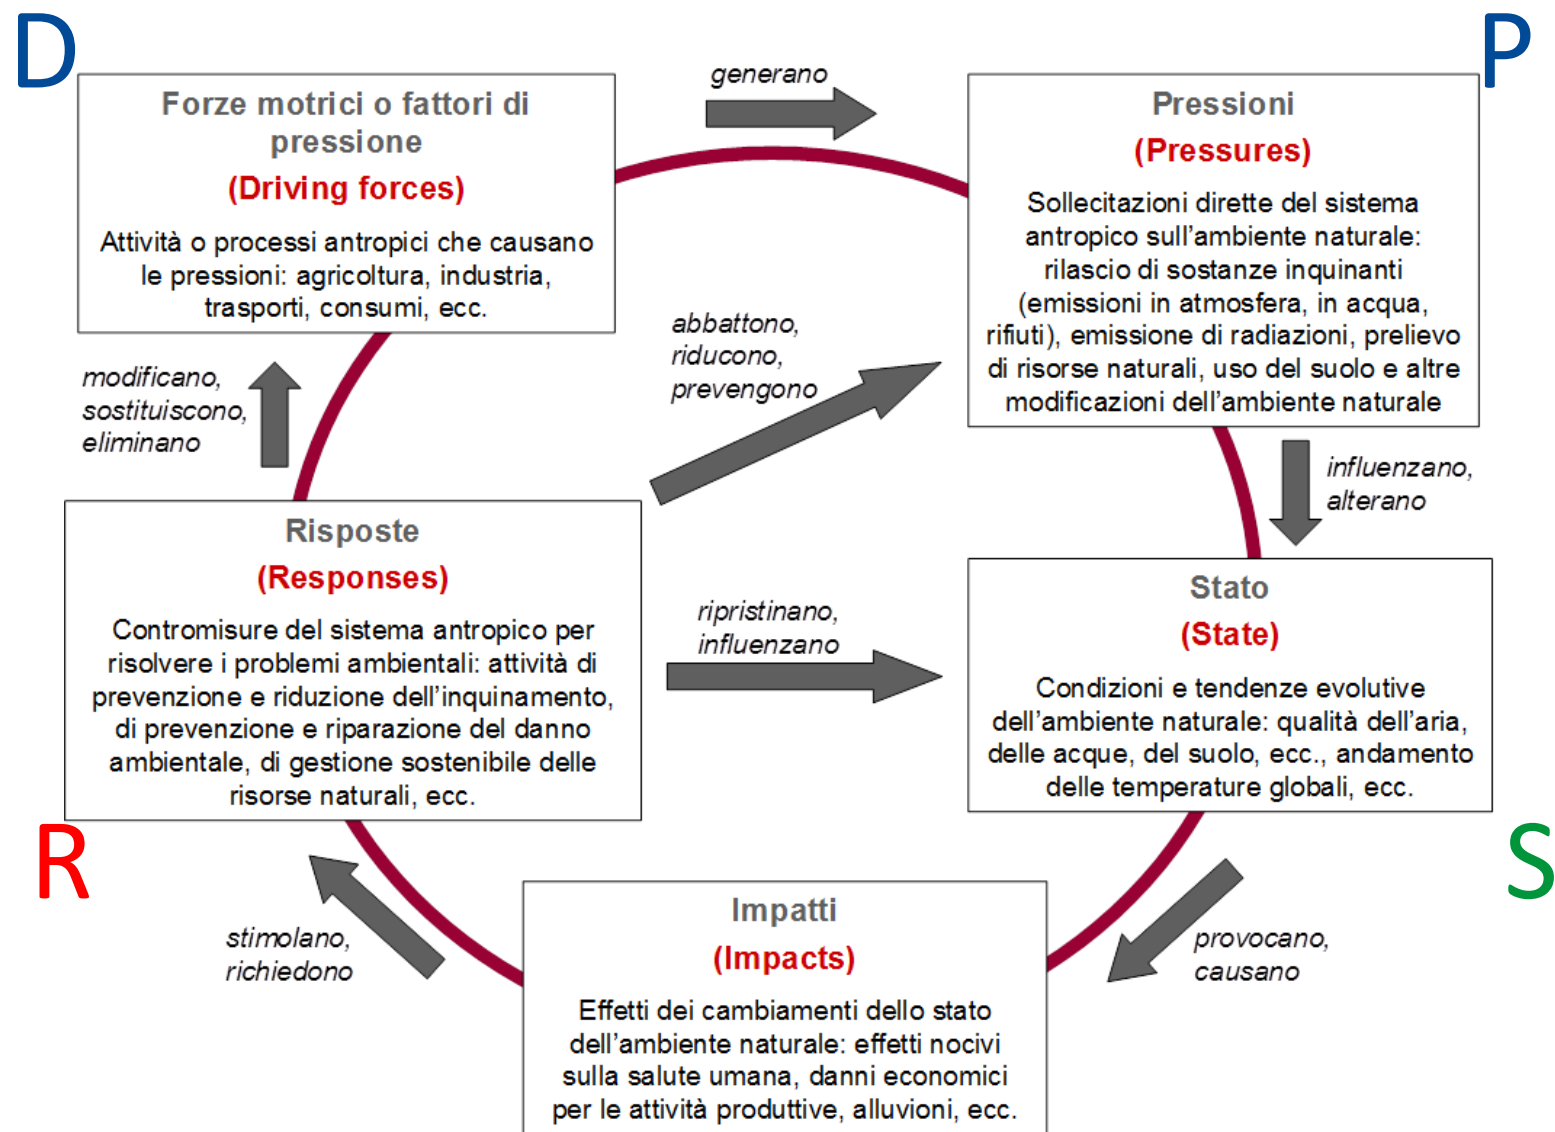 D
P
Forze motrici o fattori di
pressione
(Driving forces)
Attività o processi antropici che causano
le pressioni: agricoltura, industria,
trasporti, consumi, ecc.
generano
Pressioni
(Pressures)
Sollecitazioni dirette del sistema
antropico sull’ambiente naturale:
rilascio di sostanze inquinanti
(emissioni in atmosfera, in acqua,
rifiuti), emissione di radiazioni, prelievo
di risorse naturali, uso del suolo e altre
modificazioni dell’ambiente naturale
modificano,
sostituiscono,
eliminano
abbattono,
riducono,
prevengono
influenzano,
alterano
Risposte
(Responses)
Contromisure del sistema antropico per
risolvere i problemi ambientali: attività di
prevenzione e riduzione dell’inquinamento,
di prevenzione e riparazione del danno
ambientale, di gestione sostenibile delle
risorse naturali, ecc.
ripristinano,
influenzano
Stato
(State)
Condizioni e tendenze evolutive
dell’ambiente naturale: qualità dell’aria,
delle acque, del suolo, ecc., andamento
delle temperature globali, ecc.
R
S
stimolano,
richiedono
Impatti
(Impacts)
Effetti dei cambiamenti dello stato
dell’ambiente naturale: effetti nocivi
sulla salute umana, danni economici
per le attività produttive, alluvioni, ecc.
provocano,
causano